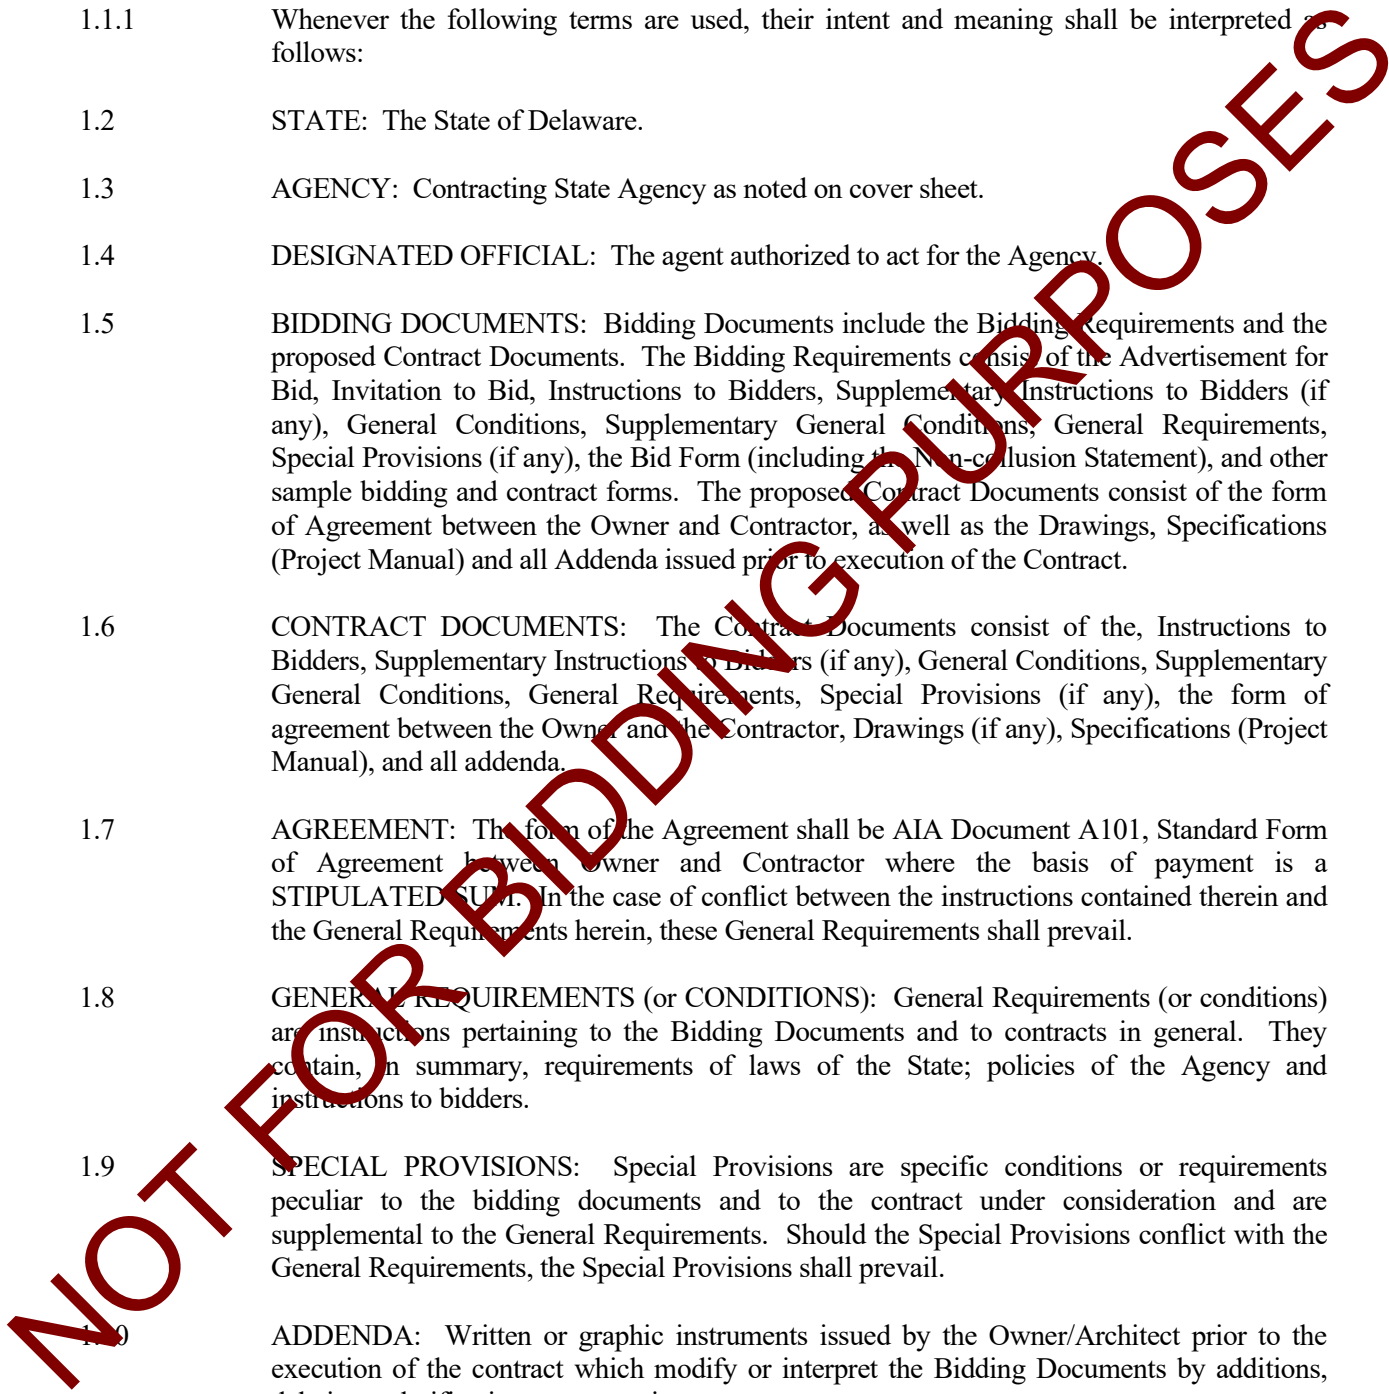 1.1.1 Whenever the following terms are used, their intent and meaning shall be interpreted as
follows:
1.2 STATE: The State of Delaware.
1.3 AGENCY: Contracting State Agency as noted on cover sheet.
1.4 DESIGNATED OFFICIAL: The agent authorized to act for the Agency.
1.5 BIDDING DOCUMENTS: Bidding Documents include the Bidding Requirements and the
proposed Contract Documents. The Bidding Requirements consist of the Advertisement for
Bid, Invitation to Bid, Instructions to Bidders, Supplementary Instructions to Bidders (if
any), General Conditions, Supplementary General Conditions, General Requirements,
Special Provisions (if any), the Bid Form (including the Non-collusion Statement), and other
sample bidding and contract forms. The proposed Contract Documents consist of the form
of Agreement between the Owner and Contractor, as well as the Drawings, Specifications
(Project Manual) and all Addenda issued prior to execution of the Contract.
1.6 CONTRACT DOCUMENTS: The Contract Documents consist of the, Instructions to
Bidders, Supplementary Instructions to Bidders (if any), General Conditions, Supplementary
General Conditions, General Requirements, Special Provisions (if any), the form of
agreement between the Owner and the Contractor, Drawings (if any), Specifications (Project
Manual), and all addenda.
1.7 AGREEMENT: The form of the Agreement shall be AIA Document A101, Standard Form
of Agreement between Owner and Contractor where the basis of payment is a
STIPULATED SUM. In the case of conflict between the instructions contained therein and
the General Requirements herein, these General Requirements shall prevail.
1.8 GENERAL REQUIREMENTS (or CONDITIONS): General Requirements (or conditions)
are instructions pertaining to the Bidding Documents and to contracts in general. They
contain, in summary, requirements of laws of the State; policies of the Agency and
instructions to bidders.
1.9 SPECIAL PROVISIONS: Special Provisions are specific conditions or requirements
peculiar to the bidding documents and to the contract under consideration and are
supplemental to the General Requirements. Should the Special Provisions conflict with the
General Requirements, the Special Provisions shall prevail.
1.10 ADDENDA: Written or graphic instruments issued by the Owner/Architect prior to the
execution of the contract which modify or interpret the Bidding Documents by additions,
NOT FOR BIDDING PURPOSES